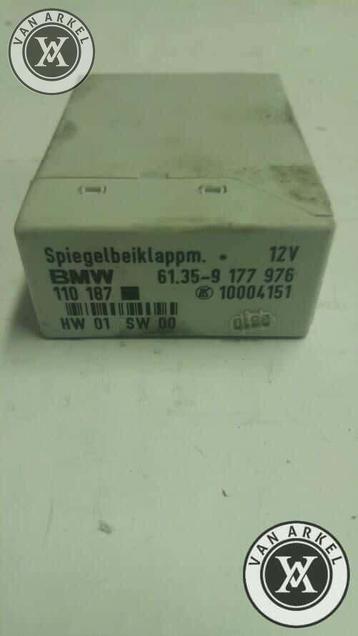 VAN ARKEL
Spiegelbeiklappm. • 12V
BMW 61.35-9 177 976
110 187 10004151
HW 01 SW 00
VAN ARKEL